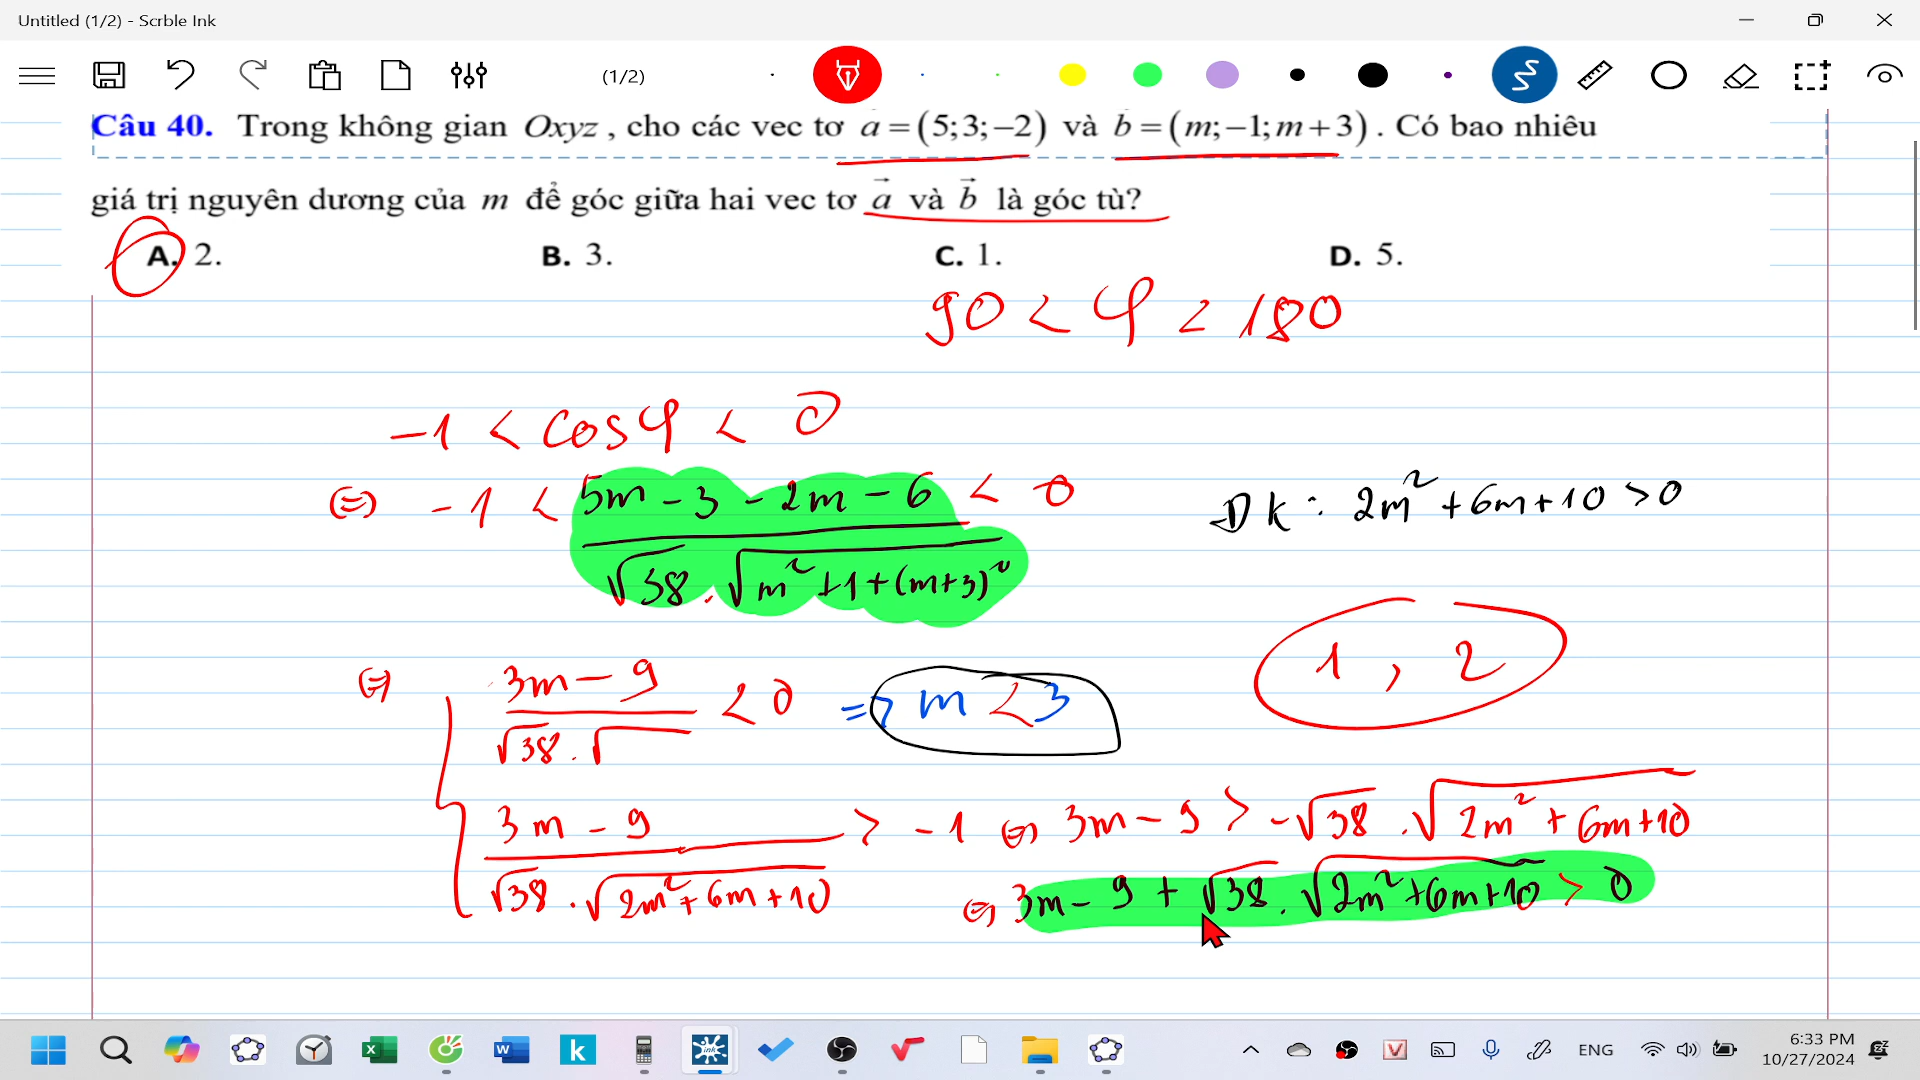 Untitled (1/2) - Scrble Ink
(1/2)
Câu 40. Trong không gian Oxyz , cho các vec tơ a = (5;3;−2) và b = (m;−1;m+3) . Có bao nhiêu
giá trị nguyên dương của m để góc giữa hai vec tơ a⃗ và b⃗ là góc tù?
A. 2. B. 3. C. 1. D. 5.
90 < φ < 180
-1 < cosφ < 0
(=) -1 < (5m - 3 - 2m - 6)/(√38 . √(m² + 1 + (m+3)²)) < 0
Đk : 2m² + 6m + 10 > 0
1 , 2
(=) (3m - 9)/(√38 . √) < 0 => m < 3
(3m - 9)/(√38 . √(2m² + 6m + 10)) > -1 (=) 3m - 9 > -√38 . √(2m² + 6m + 10)
(=) 3m - 9 + √38 . √(2m² + 6m + 10) > 0
ENG
6:33 PM
10/27/2024